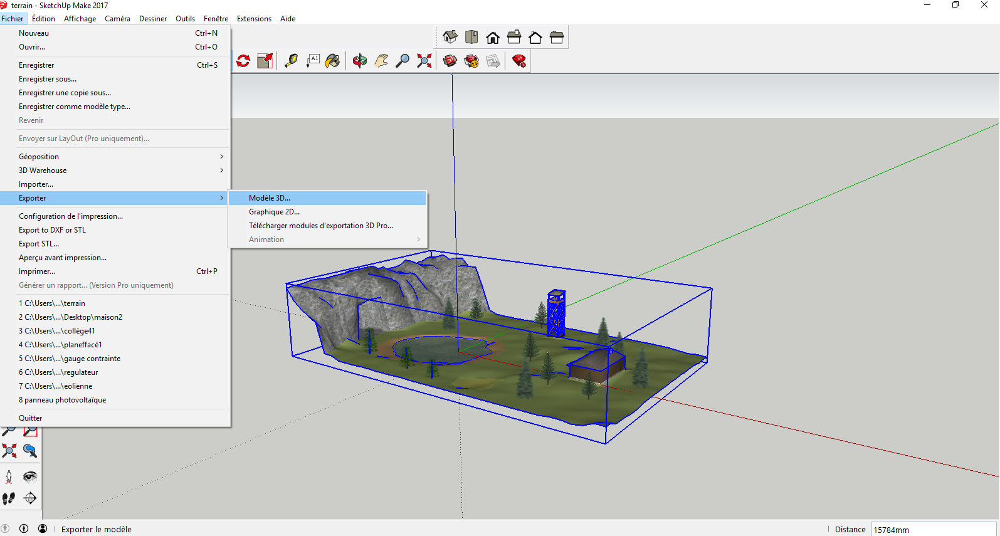 terrain - SketchUp Make 2017
Fichier Édition Affichage Caméra Dessiner Outils Fenêtre Extensions Aide
Nouveau Ctrl+N
Ouvrir... Ctrl+O
Enregistrer Ctrl+S
Enregistrer sous...
Enregistrer une copie sous...
Enregistrer comme modèle type...
Revenir
Envoyer sur LayOut (Pro uniquement)...
Géoposition
3D Warehouse
Importer...
Exporter
Configuration de l'impression...
Export to DXF or STL
Export STL...
Aperçu avant impression...
Imprimer... Ctrl+P
Générer un rapport... (Version Pro uniquement)
1 C:\Users\...\terrain
2 C:\Users\...\Desktop\maison2
3 C:\Users\...\collège41
4 C:\Users\...\planeffacé1
5 C:\Users\...\gauge contrainte
6 C:\Users\...\regulateur
7 C:\Users\...\eolienne
8 panneau photovoltaïque
Quitter
Modèle 3D...
Graphique 2D...
Télécharger modules d'exportation 3D Pro...
Animation
A1
Exporter le modèle
Distance 15784mm